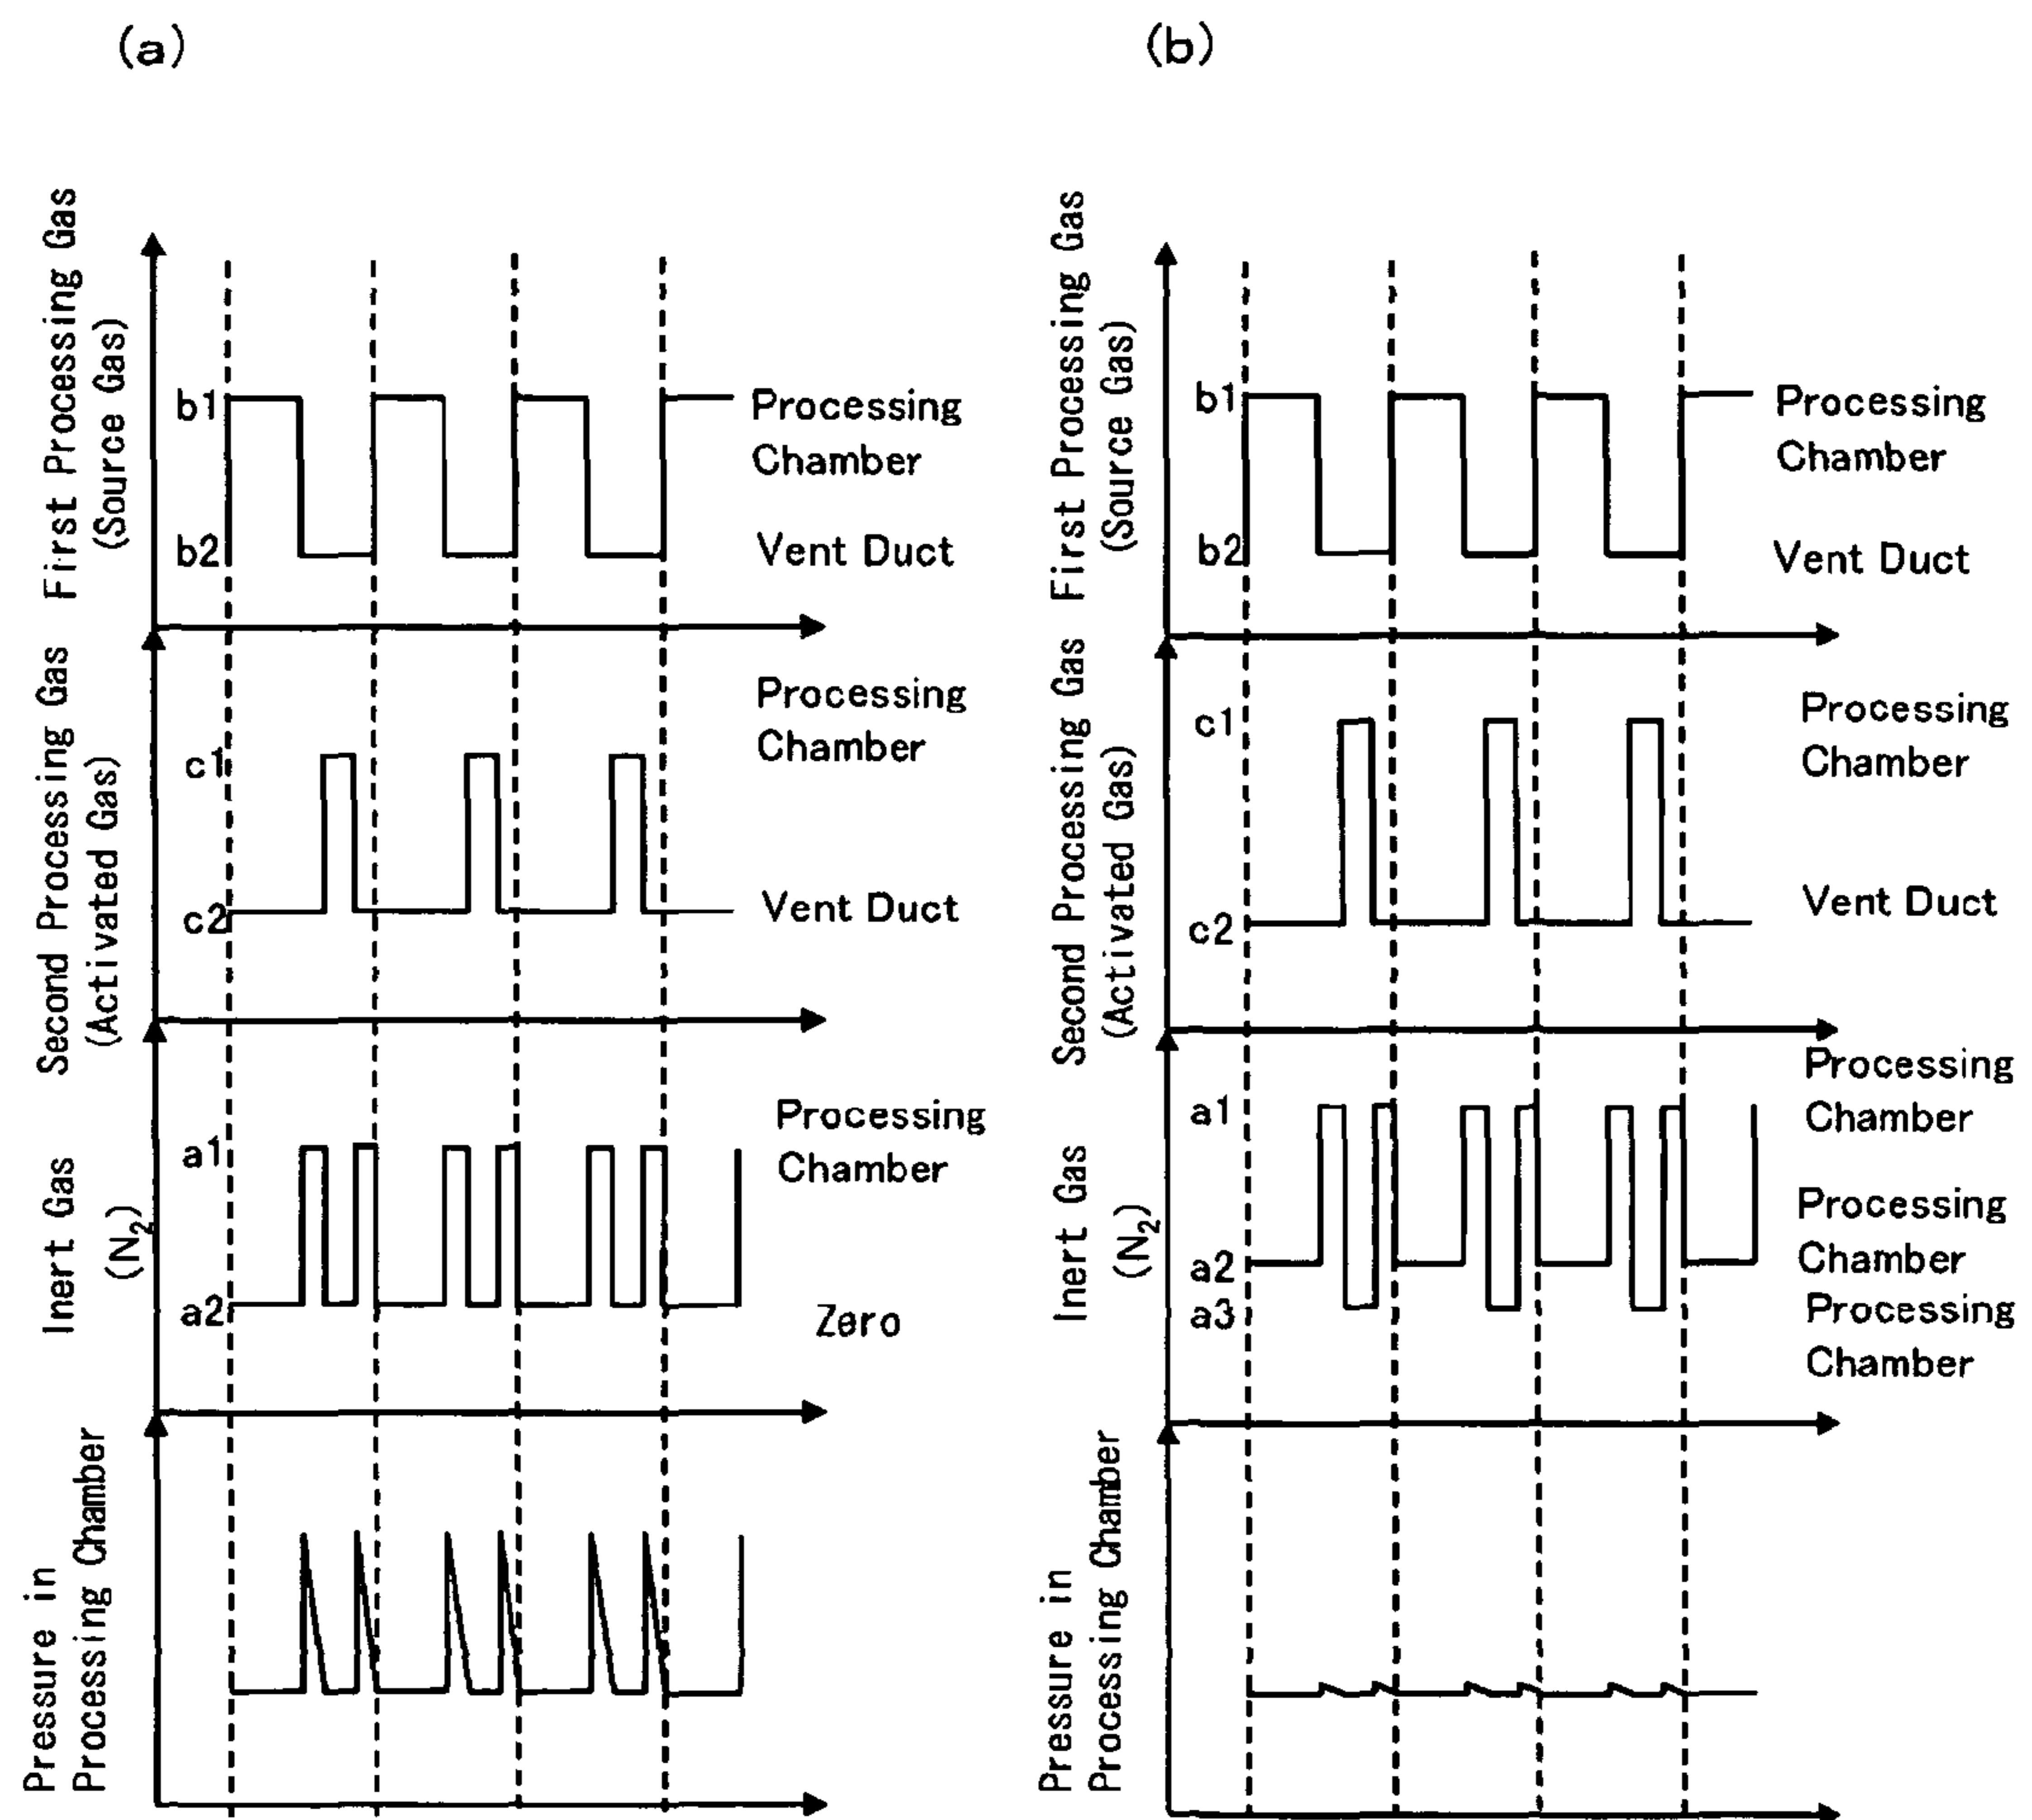 (a)
First Processing Gas
(Source Gas)
b1
b2
Processing
Chamber
Vent Duct
Second Processing Gas
(Activated Gas)
c1
c2
Processing
Chamber
Vent Duct
Inert Gas
(N2)
a1
a2
Processing
Chamber
Zero
Pressure in
Processing Chamber
(b)
First Processing Gas
(Source Gas)
b1
b2
Processing
Chamber
Vent Duct
Second Processing Gas
(Activated Gas)
c1
c2
Processing
Chamber
Vent Duct
Inert Gas
(N2)
a1
a2
a3
Processing
Chamber
Processing
Chamber
Processing
Chamber
Pressure in
Processing Chamber